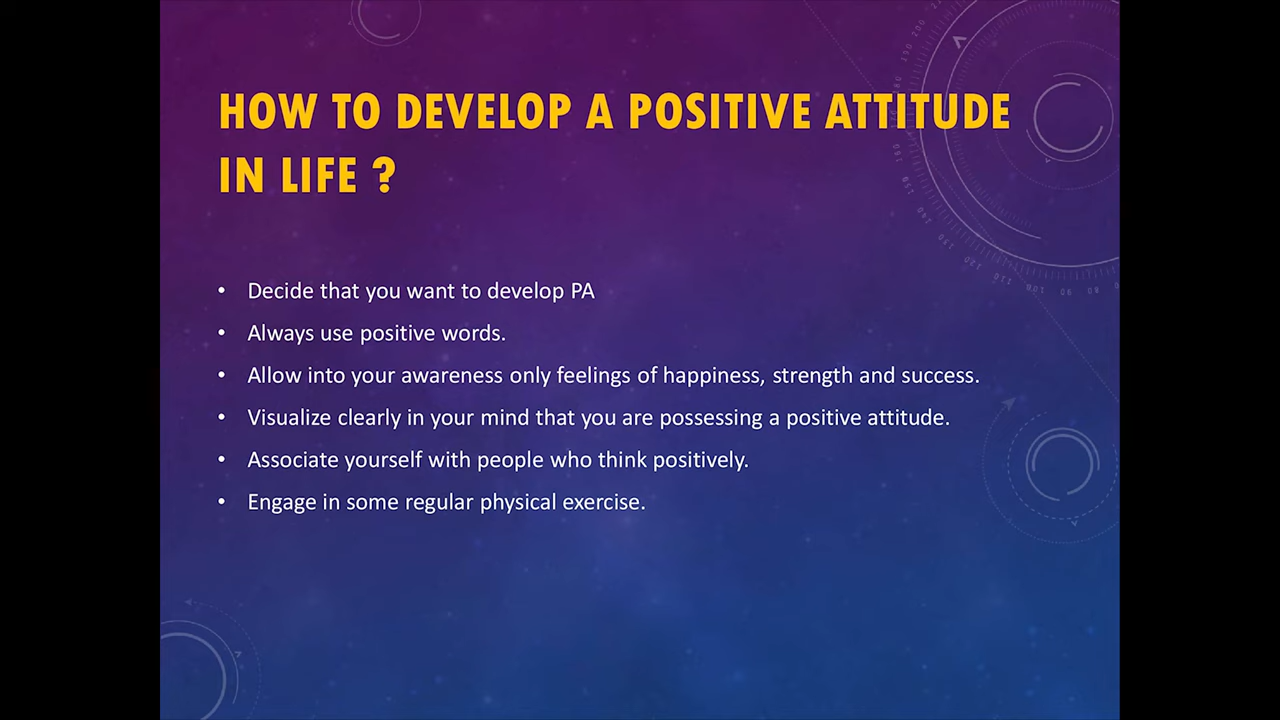 HOW TO DEVELOP A POSITIVE ATTITUDE
IN LIFE ?
• Decide that you want to develop PA
• Always use positive words.
• Allow into your awareness only feelings of happiness, strength and success.
• Visualize clearly in your mind that you are possessing a positive attitude.
• Associate yourself with people who think positively.
• Engage in some regular physical exercise.